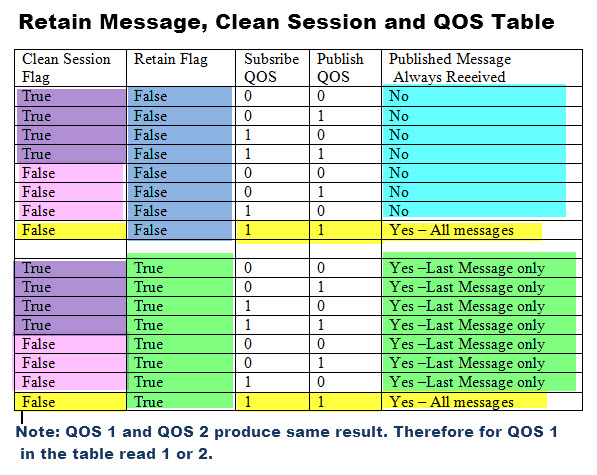 Retain Message, Clean Session and QOS Table
Clean Session Flag Retain Flag Subsribe QOS Publish QOS Published Message Always Reeeived
True False 0 0 No
True False 0 1 No
True False 1 0 No
True False 1 1 No
False False 0 0 No
False False 0 1 No
False False 1 0 No
False False 1 1 Yes – All messages
True True 0 0 Yes –Last Message only
True True 0 1 Yes –Last Message only
True True 1 0 Yes –Last Message only
True True 1 1 Yes –Last Message only
False True 0 0 Yes –Last Message only
False True 0 1 Yes –Last Message only
False True 1 0 Yes –Last Message only
False True 1 1 Yes – All messages
Note: QOS 1 and QOS 2 produce same result. Therefore for QOS 1
in the table read 1 or 2.